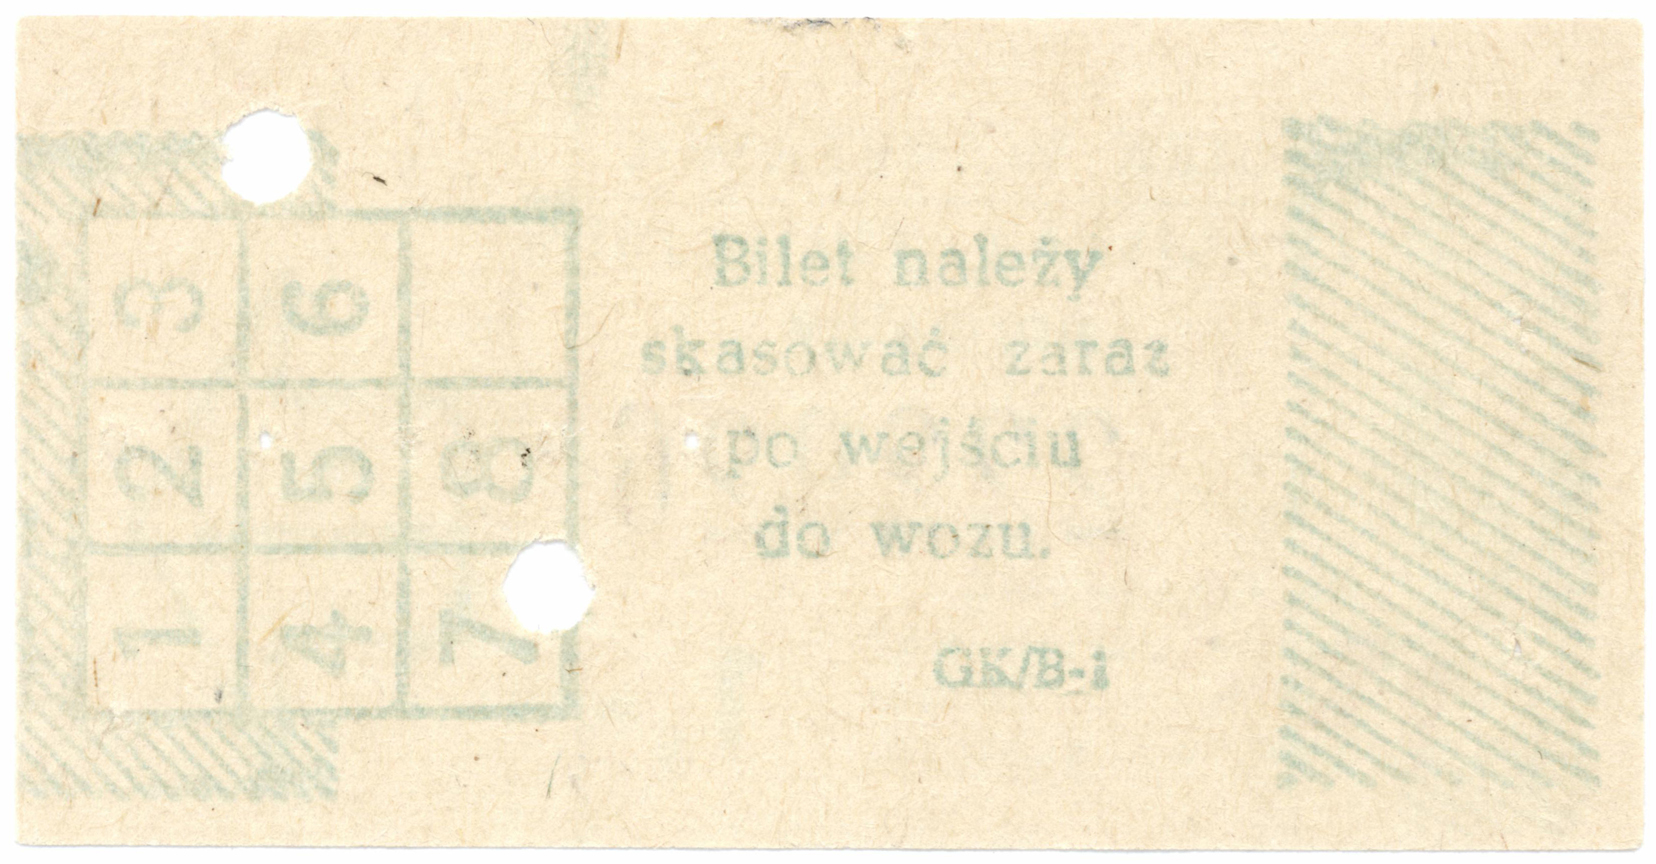 3 6
2 5 8
1 4 7
Bilet należy
skasować zaraz
po wejściu
do wozu.
GK/B-1